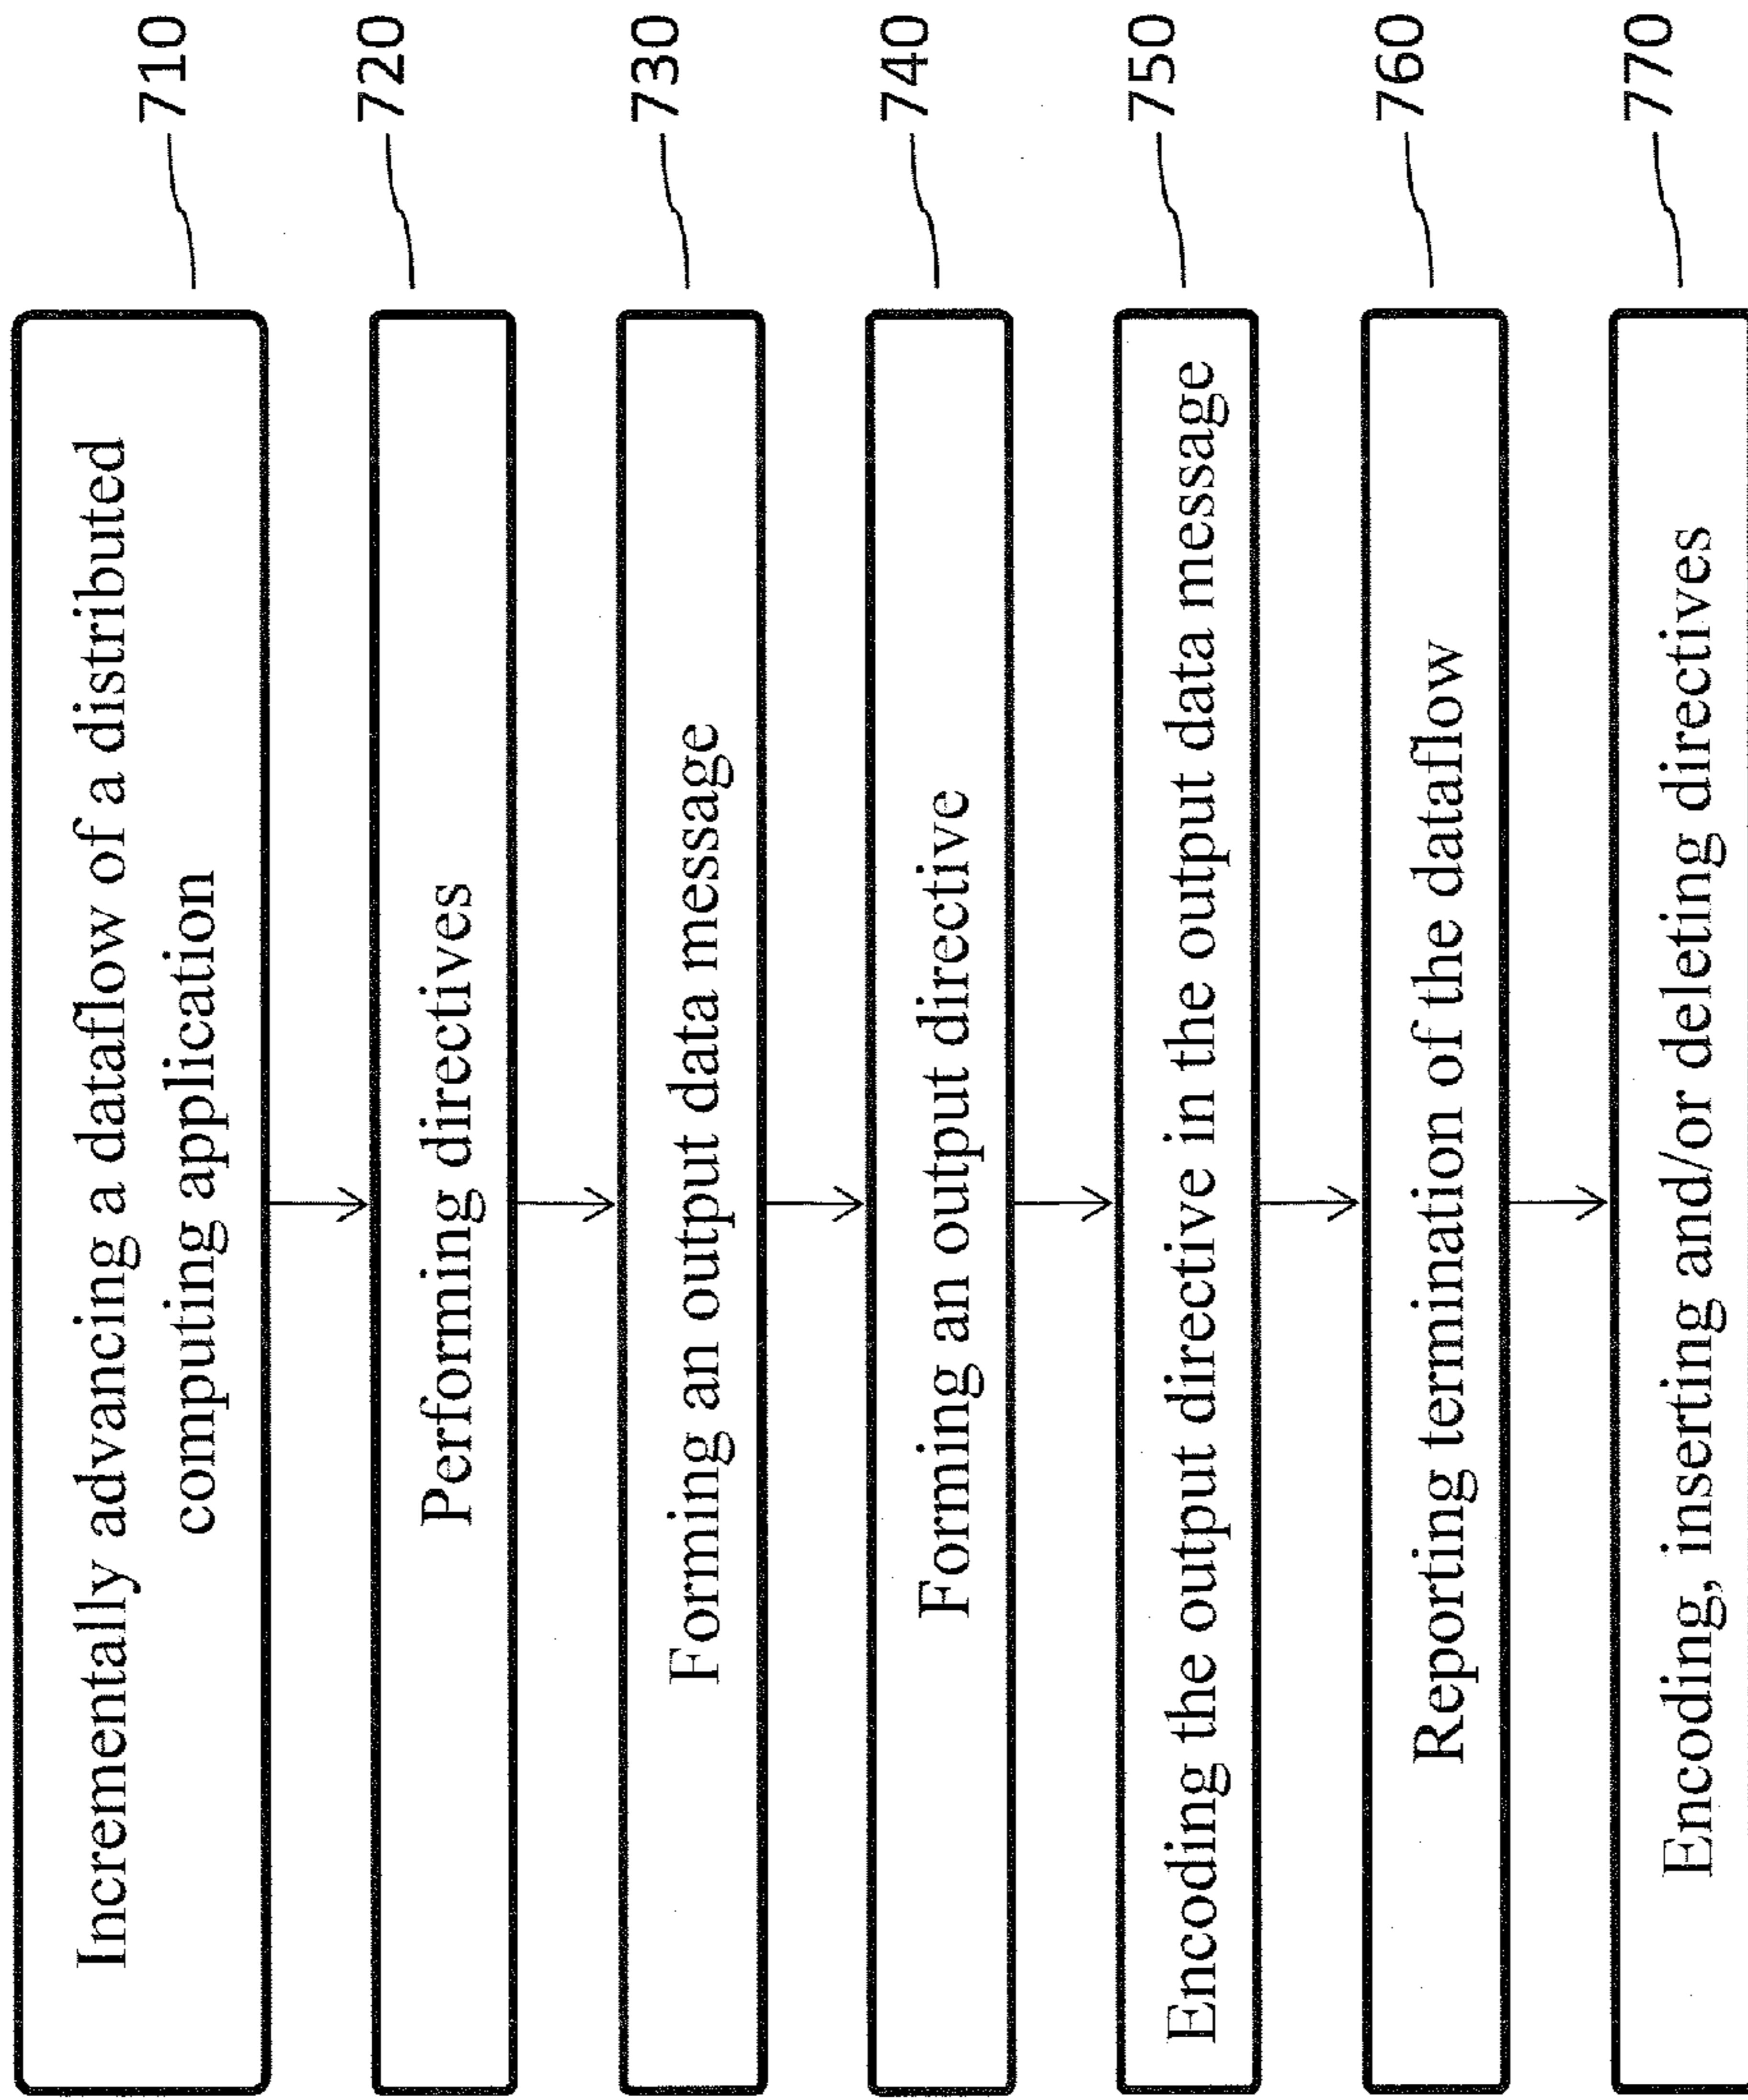 Incrementally advancing a dataflow of a distributed
computing application
710
Performing directives
720
Forming an output data message
730
Forming an output directive
740
Encoding the output directive in the output data message
750
Reporting termination of the dataflow
760
Encoding, inserting and/or deleting directives
770